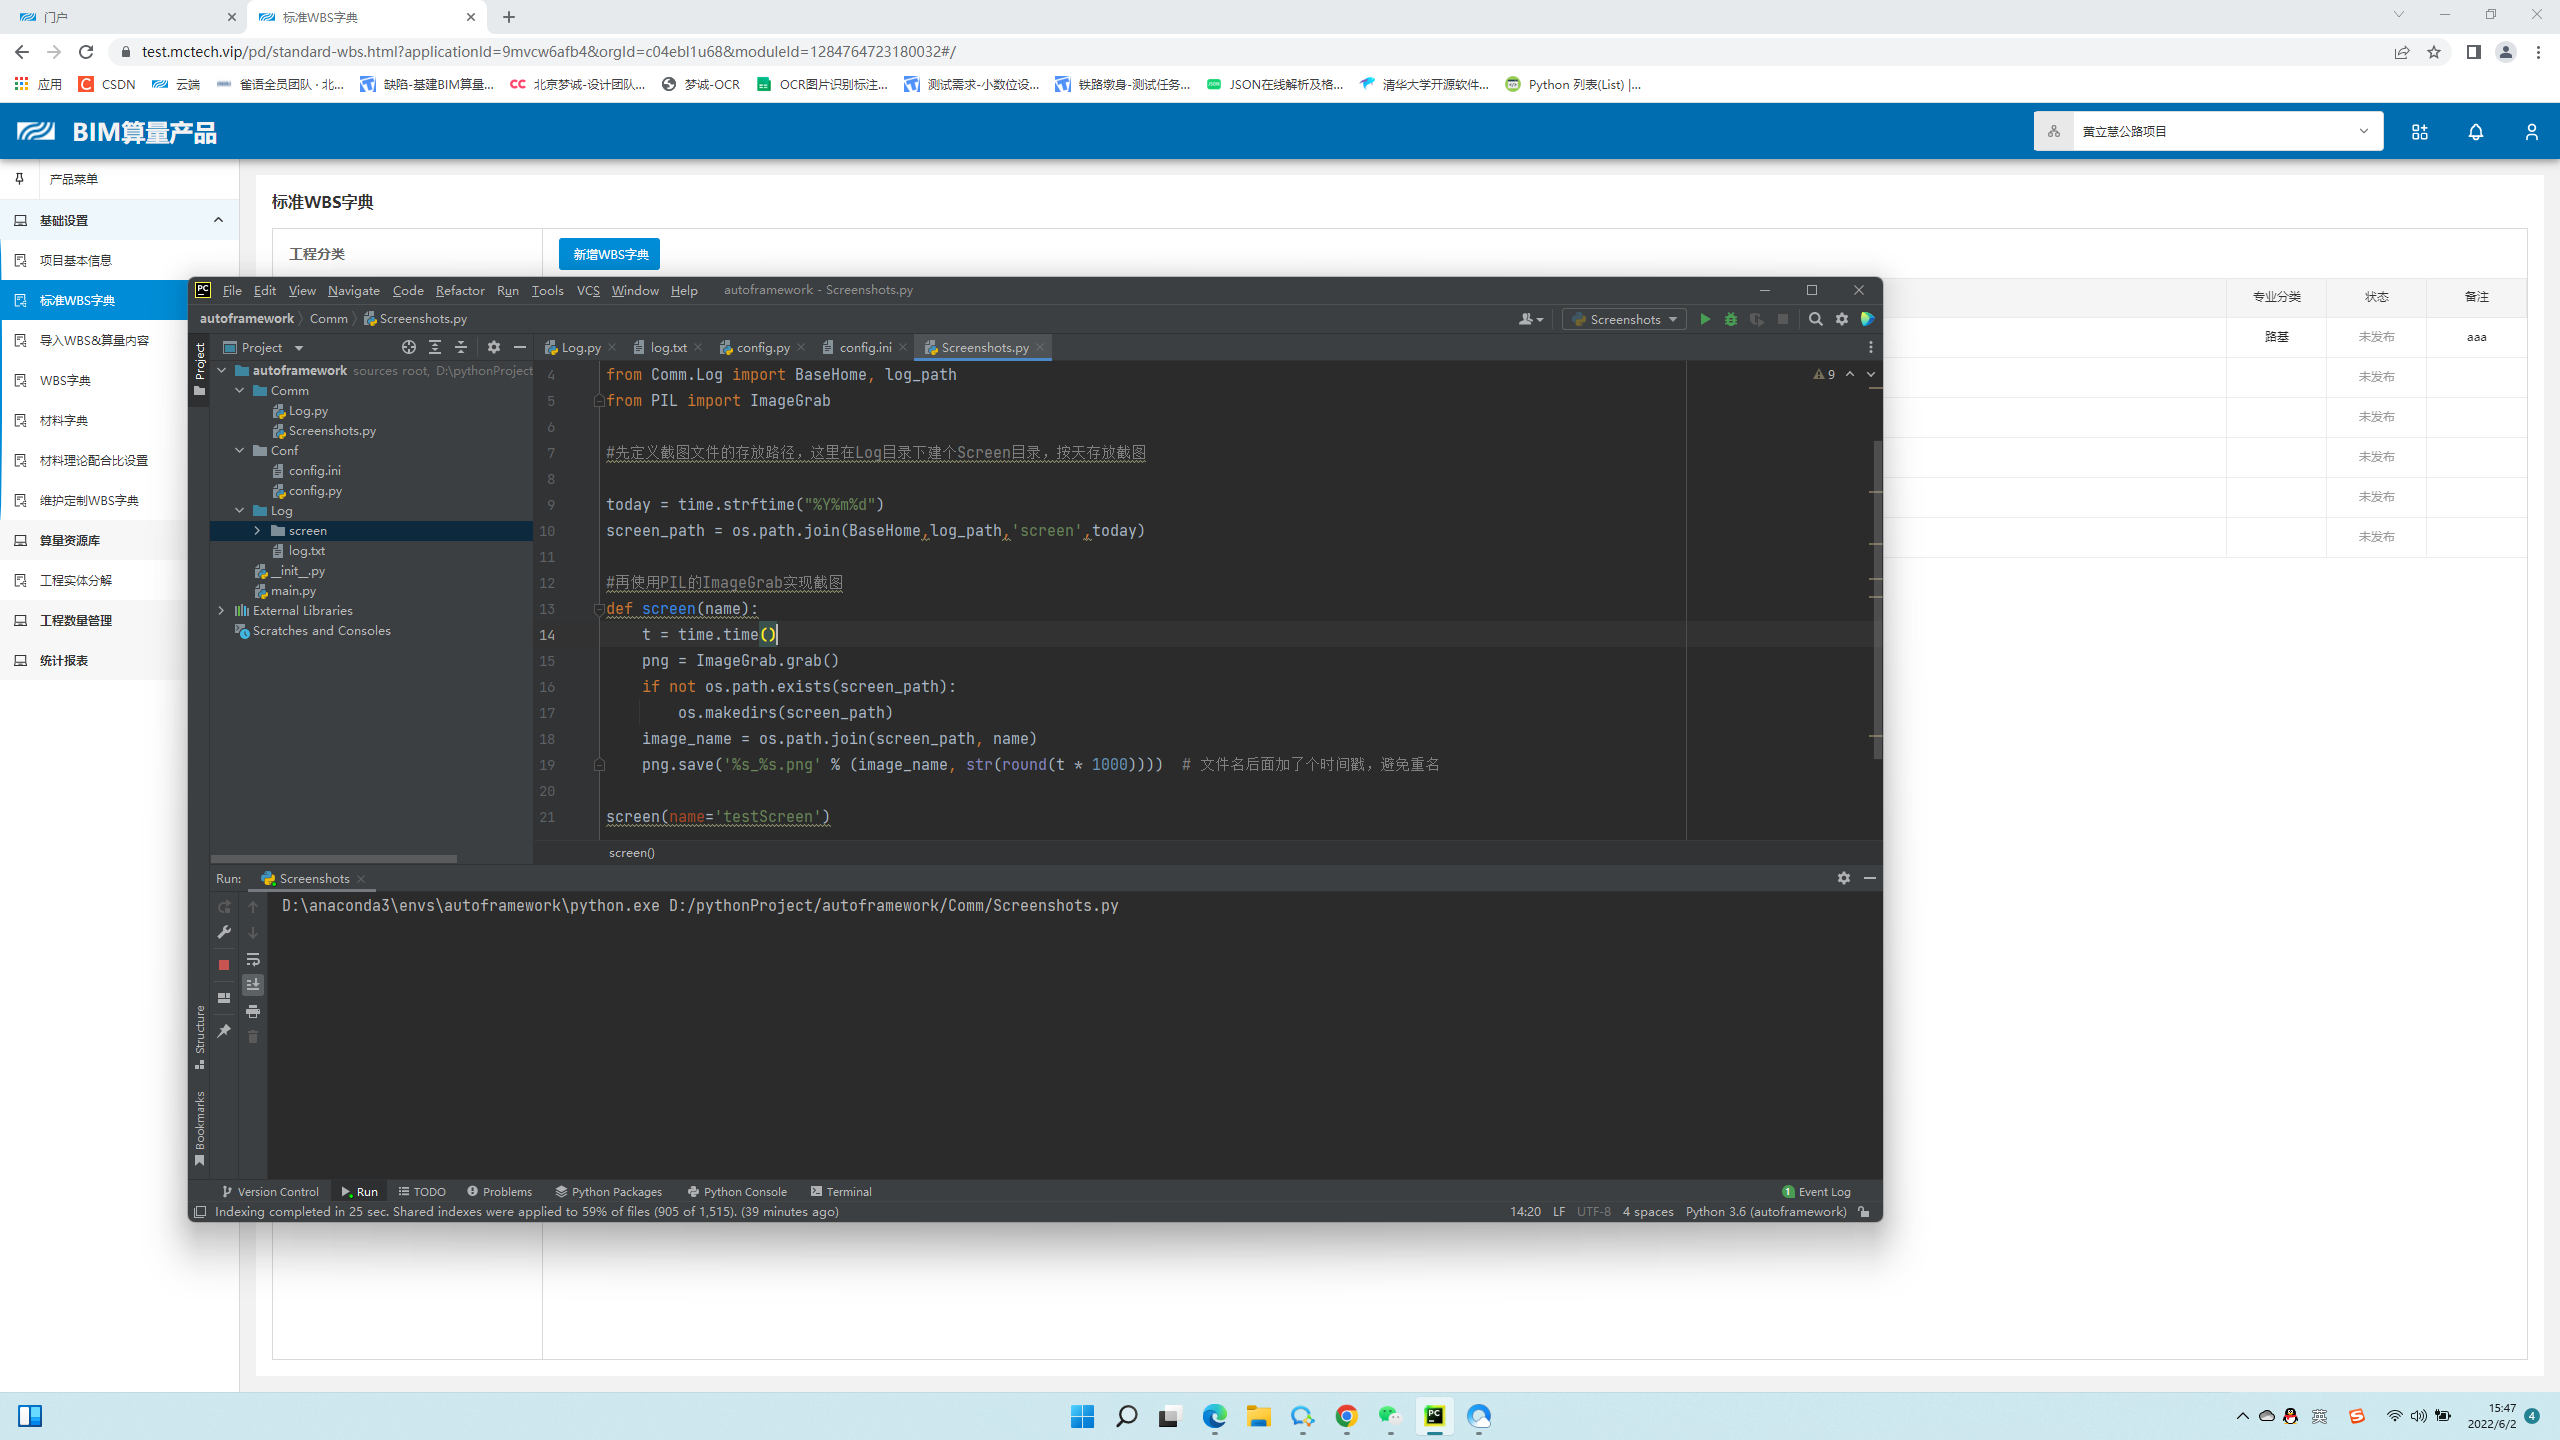 门户
标准WBS字典
test.mctech.vip/pd/standard-wbs.html?applicationId=9mvcw6afb4&orgId=c04ebl1u68&moduleId=1284764723180032#/
应用
CSDN
云端
雀语全员团队 · 北...
缺陷-基建BIM算量...
北京梦诚-设计团队...
梦诚-OCR
OCR图片识别标注...
测试需求-小数位设...
铁路墩身-测试任务...
JSON在线解析及格...
清华大学开源软件...
Python 列表(List) |...
BIM算量产品
黄立慧公路项目
产品菜单
基础设置
项目基本信息
标准WBS字典
导入WBS&算量内容
WBS字典
材料字典
材料理论配合比设置
维护定制WBS字典
算量资源库
工程实体分解
工程数量管理
统计报表
标准WBS字典
工程分类
新增WBS字典
专业分类 状态 备注
路基 未发布 aaa
未发布
未发布
未发布
未发布
未发布
PC File Edit View Navigate Code Refactor Run Tools VCS Window Help autoframework - Screenshots.py
autoframework Comm Screenshots.py
Screenshots
Project
Project
Log.py log.txt config.py config.ini Screenshots.py
autoframework sources root, D:\pythonProject
Comm
Log.py
Screenshots.py
Conf
config.ini
config.py
Log
screen
log.txt
__init__.py
main.py
External Libraries
Scratches and Consoles
9
4 from Comm.Log import BaseHome, log_path
5 from PIL import ImageGrab
6
7 #先定义截图文件的存放路径，这里在Log目录下建个Screen目录，按天存放截图
8
9 today = time.strftime("%Y%m%d")
10 screen_path = os.path.join(BaseHome,log_path,'screen',today)
11
12 #再使用PIL的ImageGrab实现截图
13 def screen(name):
14 t = time.time()
15 png = ImageGrab.grab()
16 if not os.path.exists(screen_path):
17 os.makedirs(screen_path)
18 image_name = os.path.join(screen_path, name)
19 png.save('%s_%s.png' % (image_name, str(round(t * 1000)))) # 文件名后面加了个时间戳，避免重名
20
21 screen(name='testScreen')
screen()
Run: Screenshots
D:\anaconda3\envs\autoframework\python.exe D:/pythonProject/autoframework/Comm/Screenshots.py
Structure
Bookmarks
Version Control Run TODO Problems Python Packages Python Console Terminal 1 Event Log
Indexing completed in 25 sec. Shared indexes were applied to 59% of files (905 of 1,515). (39 minutes ago) 14:20 LF UTF-8 4 spaces Python 3.6 (autoframework)
PC
英
15:47
2022/6/2
4